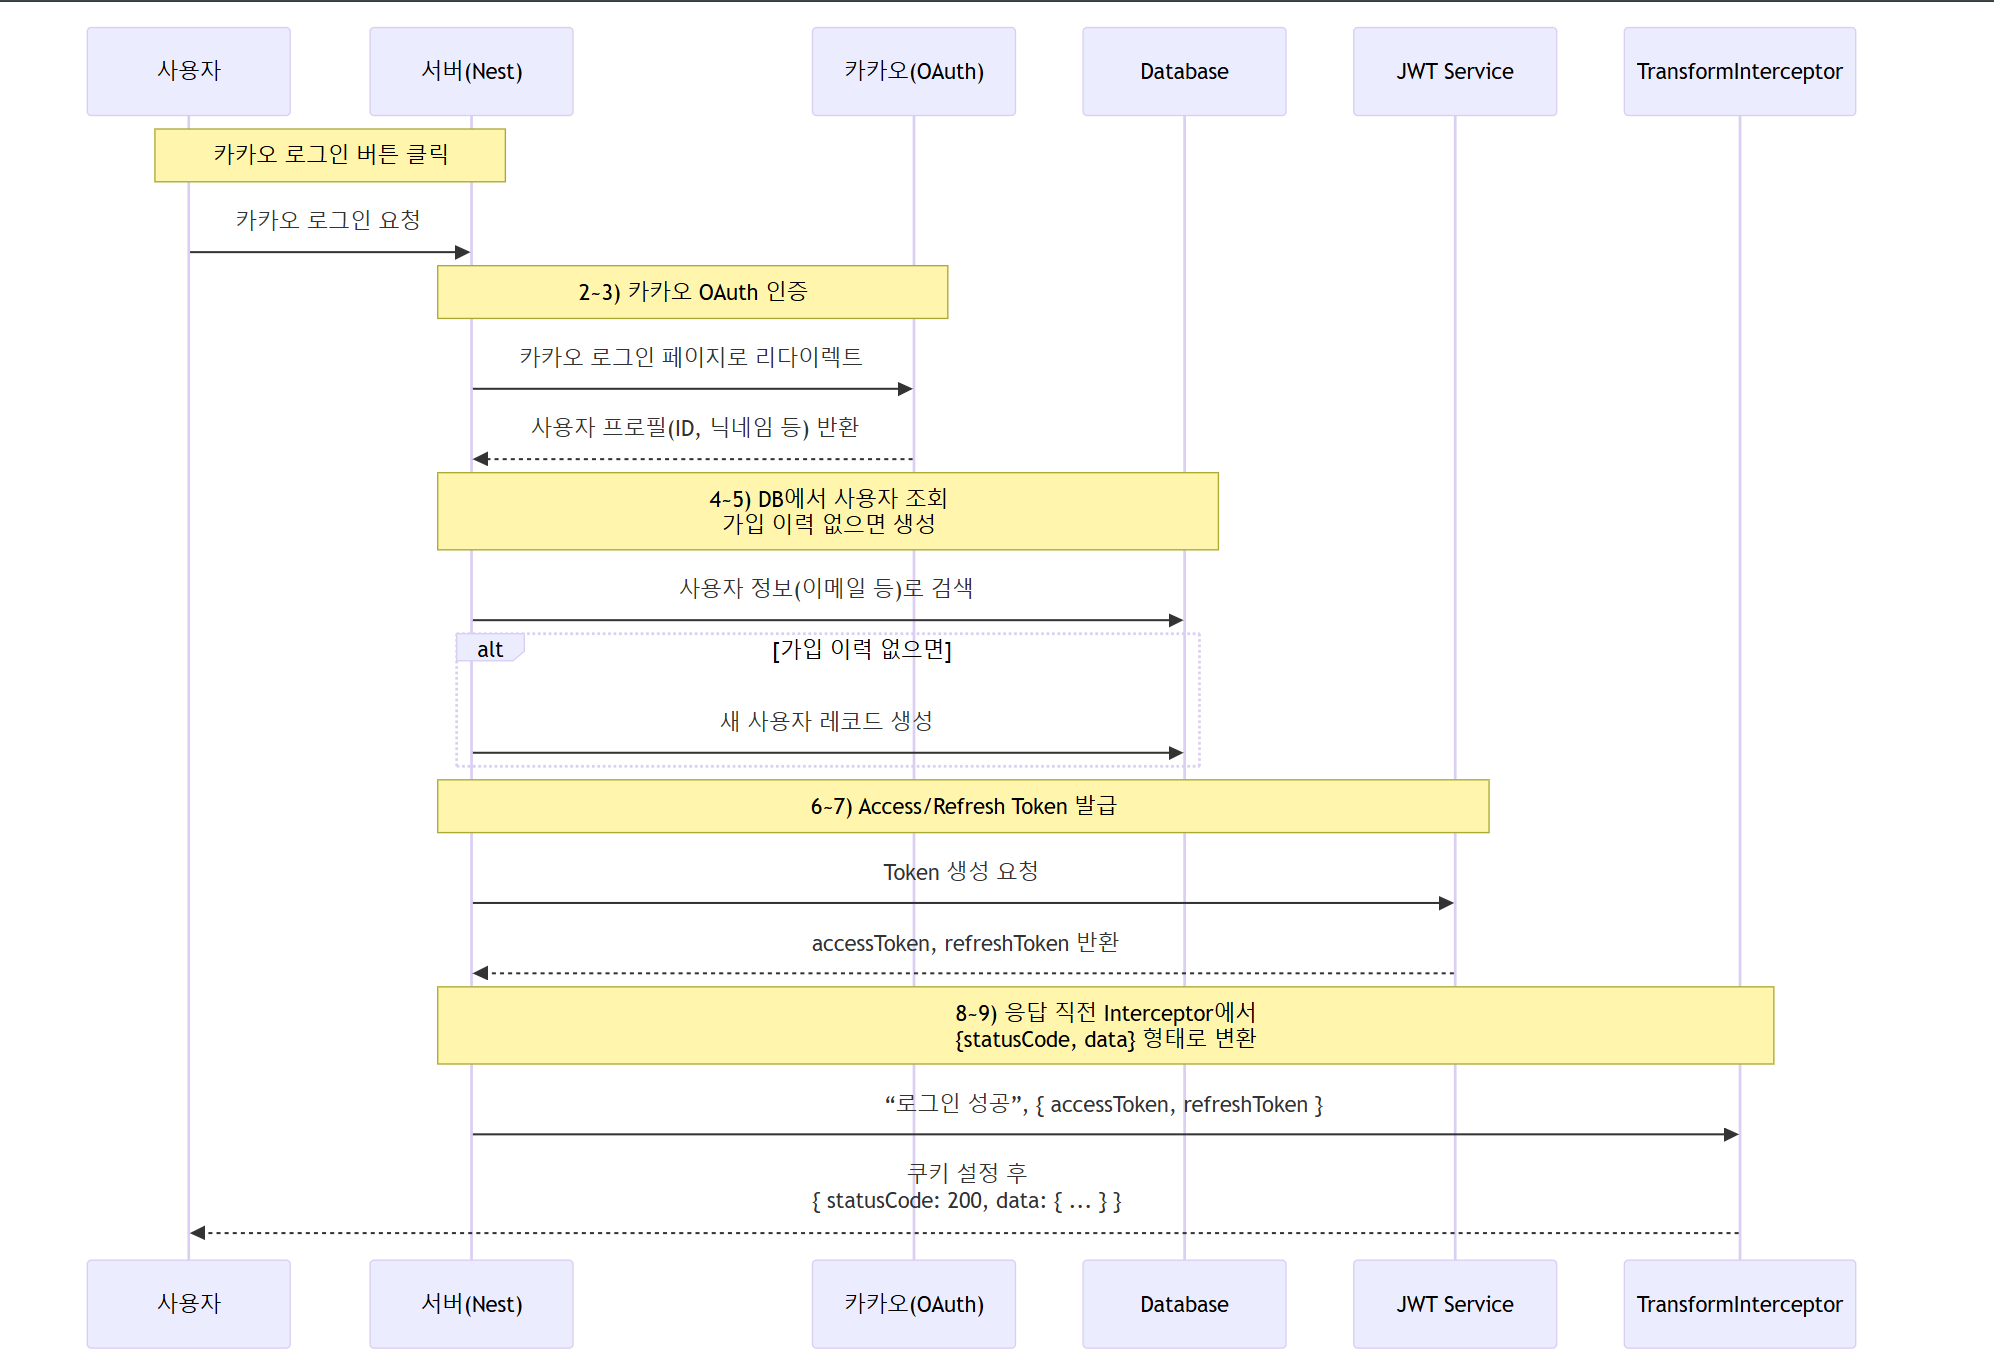 사용자
서버(Nest)
카카오(OAuth)
Database
JWT Service
TransformInterceptor
카카오 로그인 버튼 클릭
카카오 로그인 요청
2~3) 카카오 OAuth 인증
카카오 로그인 페이지로 리다이렉트
사용자 프로필(ID, 닉네임 등) 반환
4~5) DB에서 사용자 조회
가입 이력 없으면 생성
사용자 정보(이메일 등)로 검색
alt
[가입 이력 없으면]
새 사용자 레코드 생성
6~7) Access/Refresh Token 발급
Token 생성 요청
accessToken, refreshToken 반환
8~9) 응답 직전 Interceptor에서
{statusCode, data} 형태로 변환
“로그인 성공”, { accessToken, refreshToken }
쿠키 설정 후
{ statusCode: 200, data: { ... } }
사용자
서버(Nest)
카카오(OAuth)
Database
JWT Service
TransformInterceptor